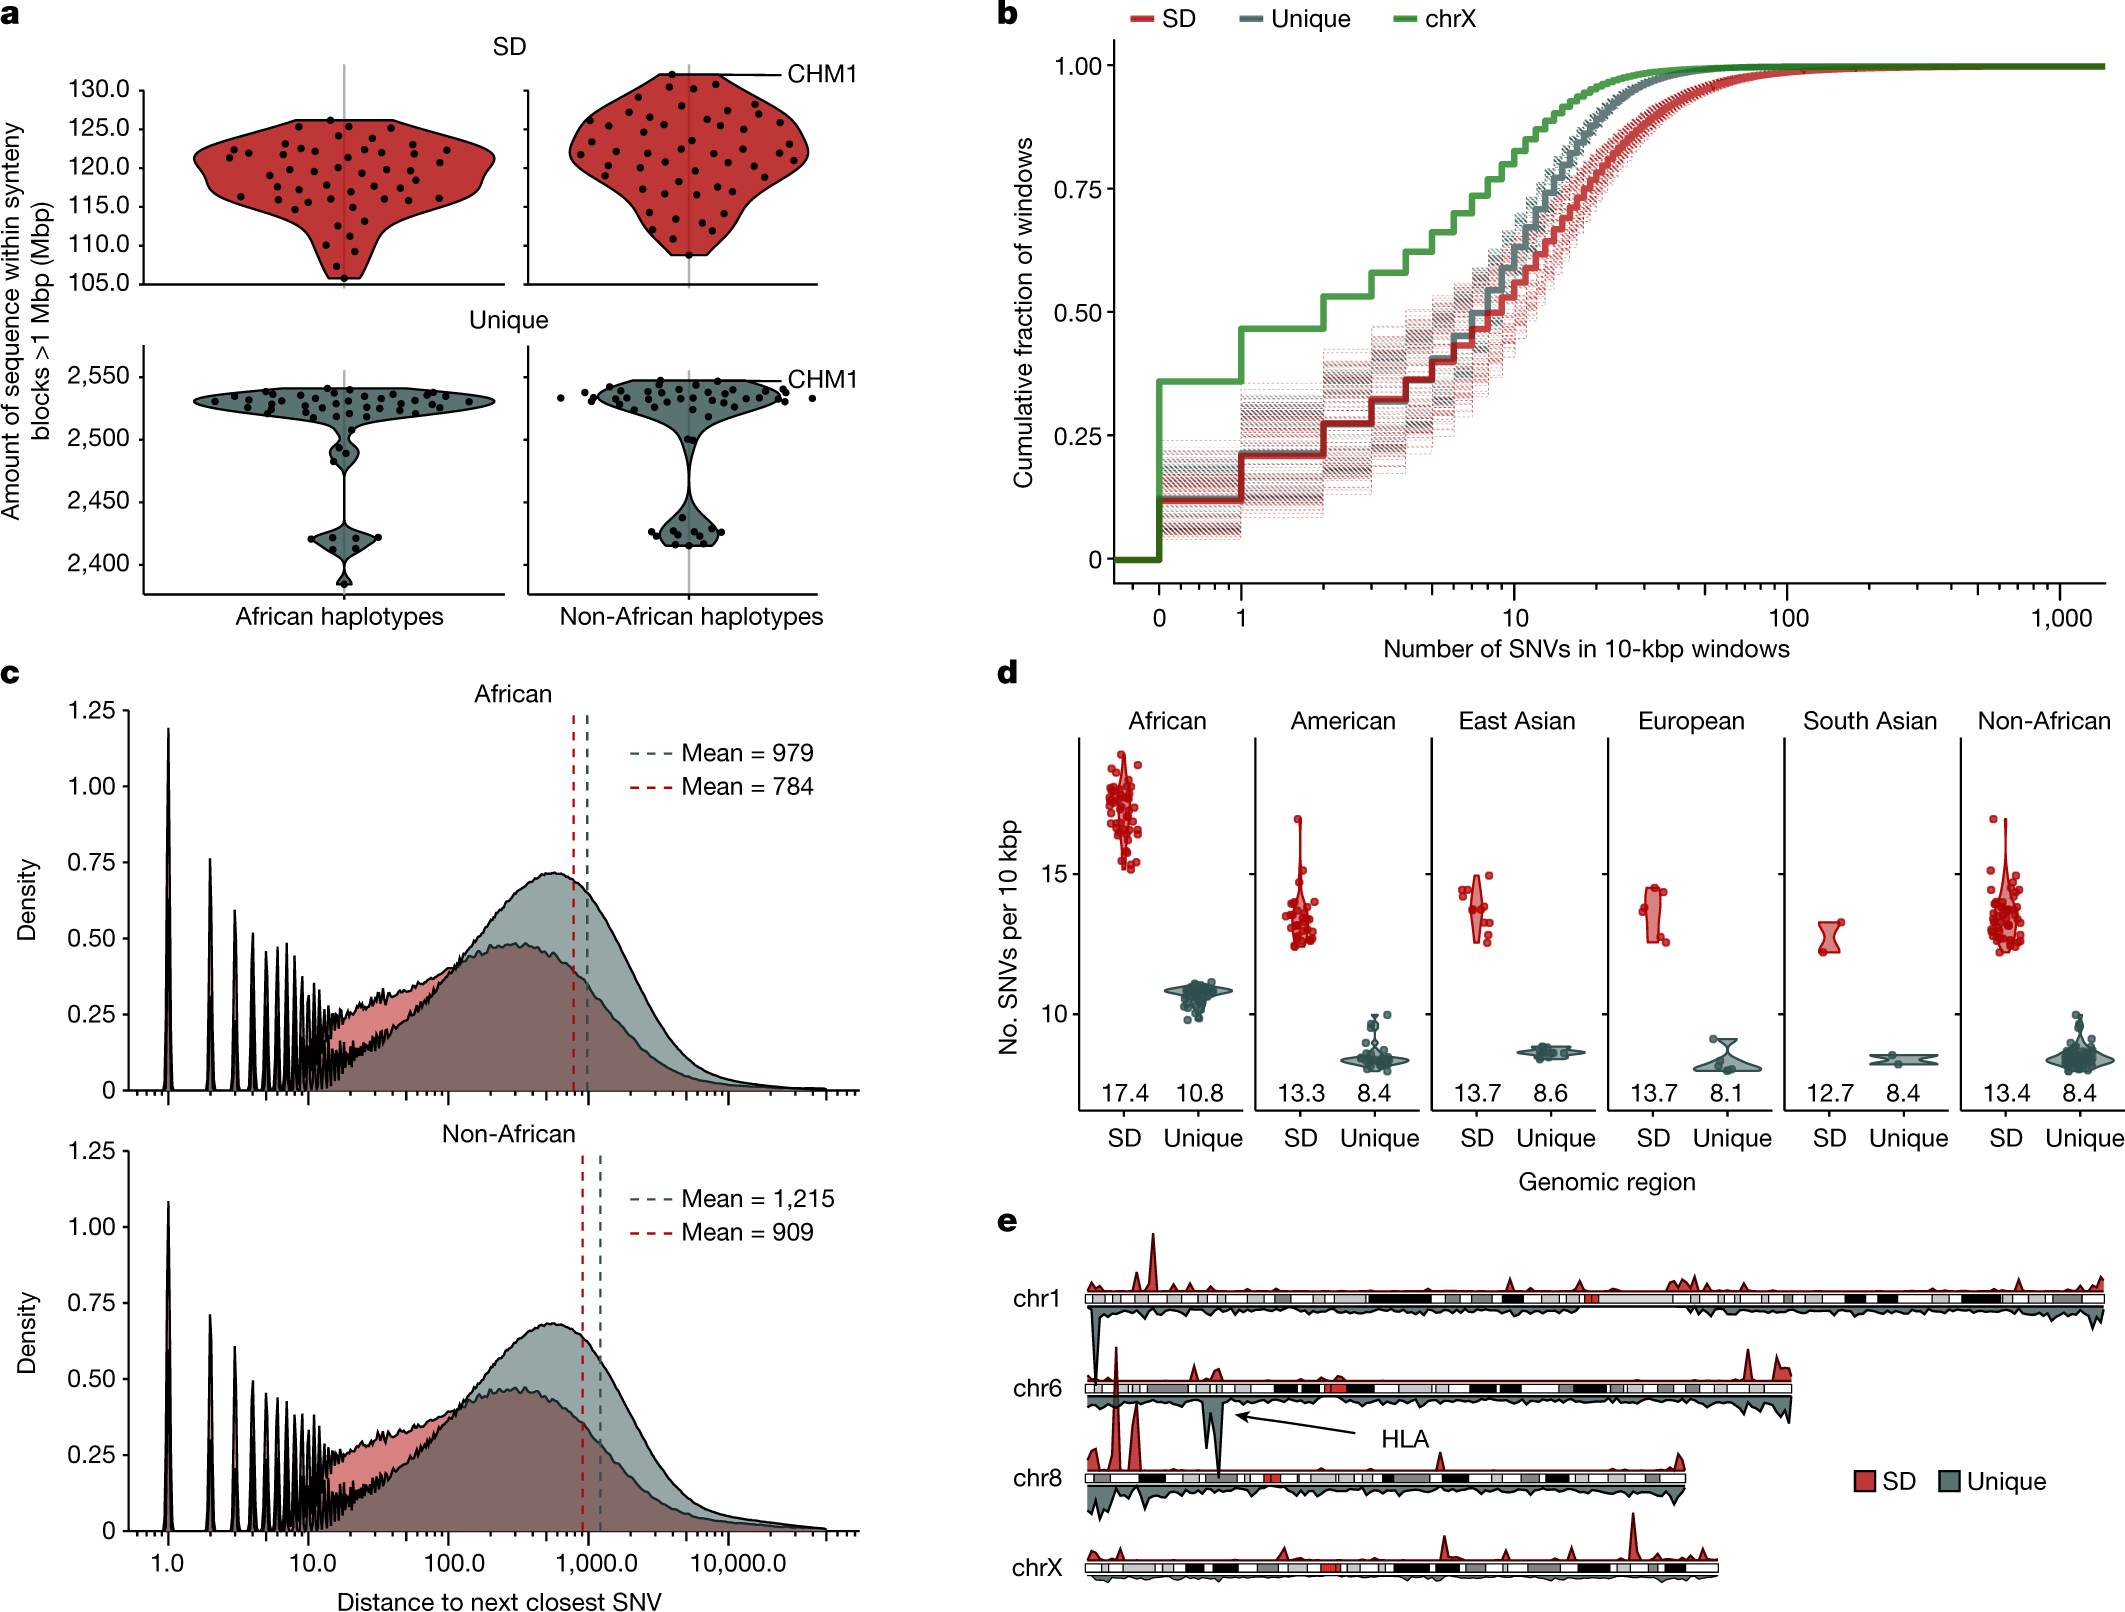 a
SD
Amount of sequence within synteny
blocks >1 Mbp (Mbp)
130.0
125.0
120.0
115.0
110.0
105.0
CHM1
Unique
2,550
2,500
2,450
2,400
CHM1
African haplotypes
Non-African haplotypes
b
SD
Unique
chrX
Cumulative fraction of windows
1.00
0.75
0.50
0.25
0
0
1
10
100
1,000
Number of SNVs in 10-kbp windows
c
African
Density
1.25
1.00
0.75
0.50
0.25
0
Mean = 979
Mean = 784
Non-African
Density
1.25
1.00
0.75
0.50
0.25
0
Mean = 1,215
Mean = 909
1.0
10.0
100.0
1,000.0
10,000.0
Distance to next closest SNV
d
African
American
East Asian
European
South Asian
Non-African
No. SNVs per 10 kbp
15
10
17.4
10.8
13.3
8.4
13.7
8.6
13.7
8.1
12.7
8.4
13.4
8.4
SD
Unique
SD
Unique
SD
Unique
SD
Unique
SD
Unique
SD
Unique
Genomic region
e
chr1
chr6
HLA
chr8
SD
Unique
chrX